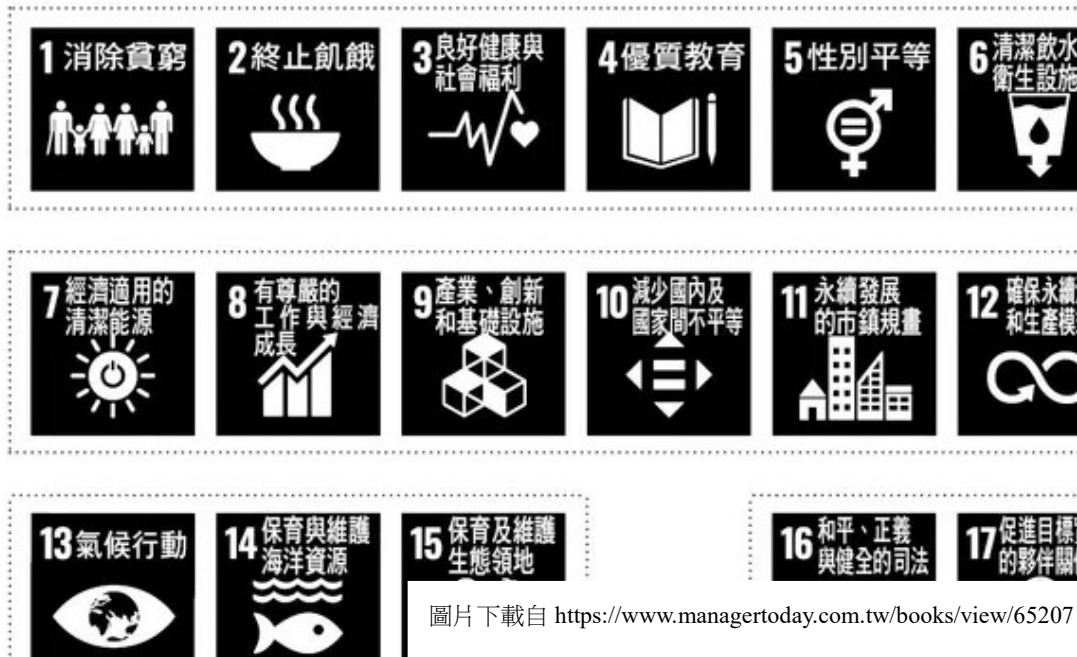 1 消除貧窮
2 終止飢餓
3 良好健康與
社會福利
4 優質教育
5 性別平等
6 清潔飲水
衛生設施
7 經濟適用的
清潔能源
8 有尊嚴的
工作與經濟
成長
9 產業、創新
和基礎設施
10 減少國內及
國家間不平等
11 永續發展
的市鎮規畫
12 確保永續
和生產模
13 氣候行動
14 保育與維護
海洋資源
15 保育及維護
生態領地
16 和平、正義
與健全的司法
17 促進目標
的夥伴關
圖片下載自 https://www.managertoday.com.tw/books/view/65207